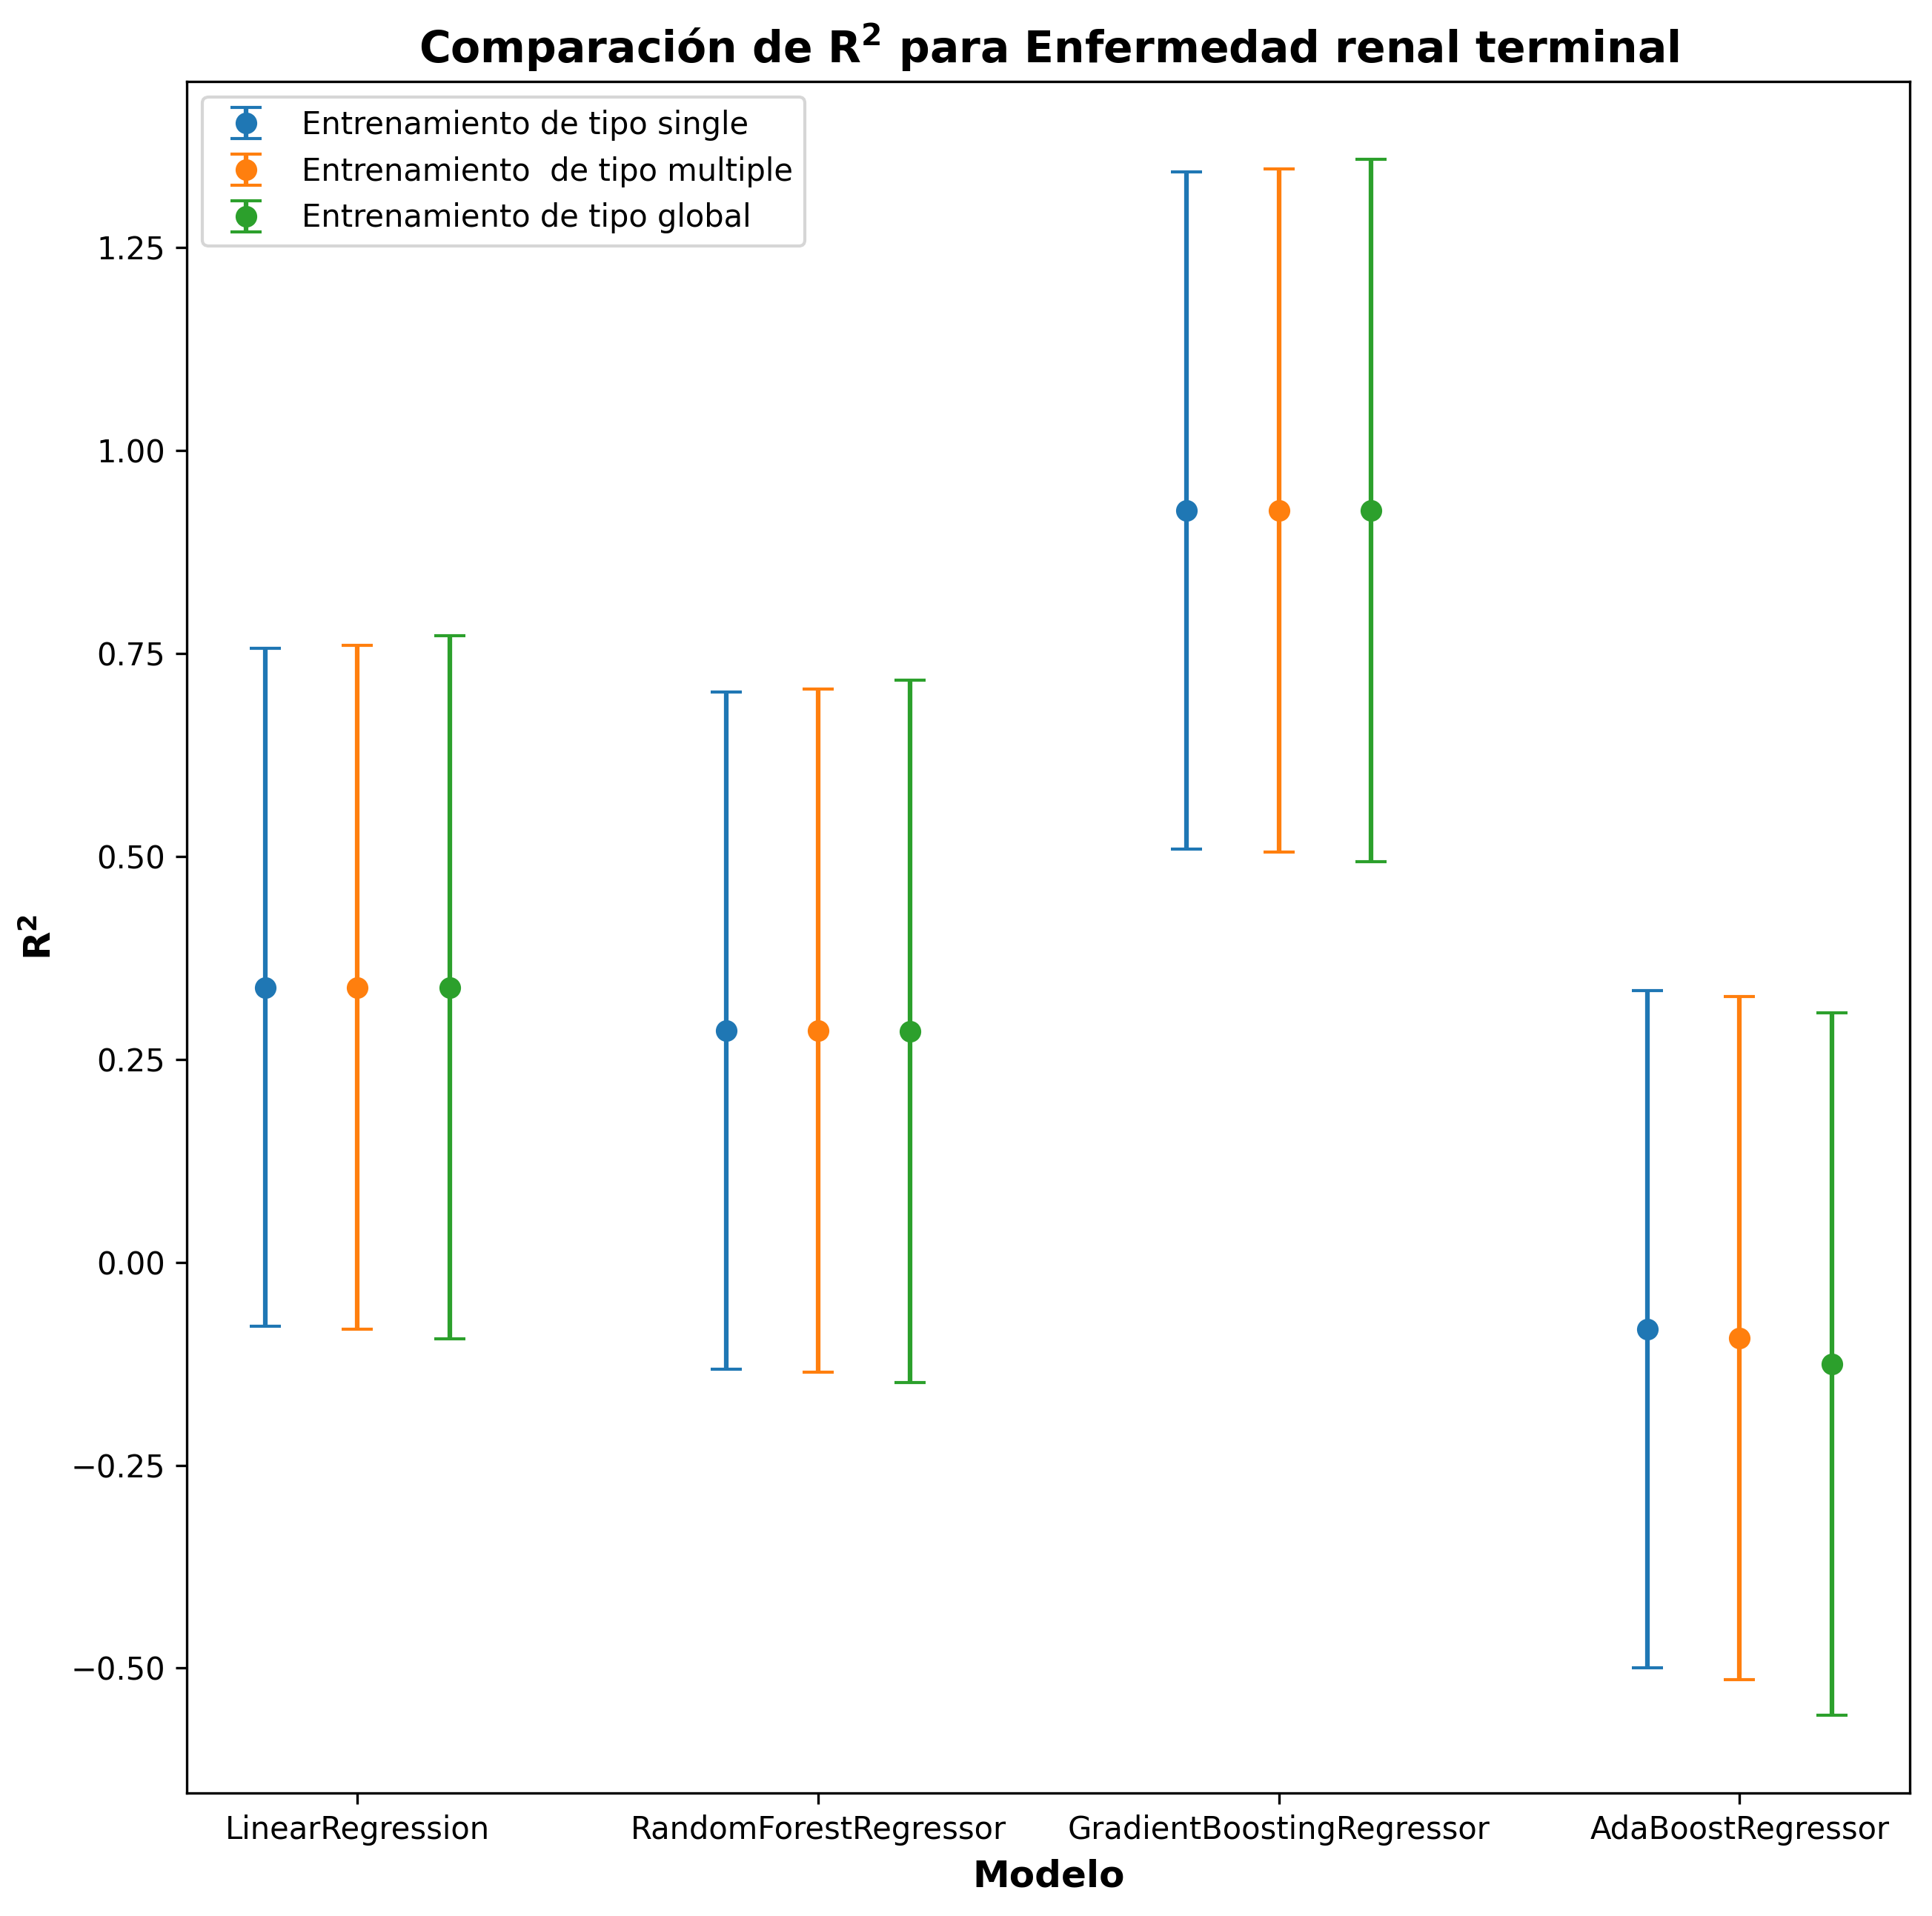 Comparación de R² para Enfermedad renal terminal
Entrenamiento de tipo single
Entrenamiento  de tipo multiple
Entrenamiento de tipo global
1.25
1.00
0.75
0.50
0.25
0.00
−0.25
−0.50
R²
LinearRegression
RandomForestRegressor
GradientBoostingRegressor
AdaBoostRegressor
Modelo